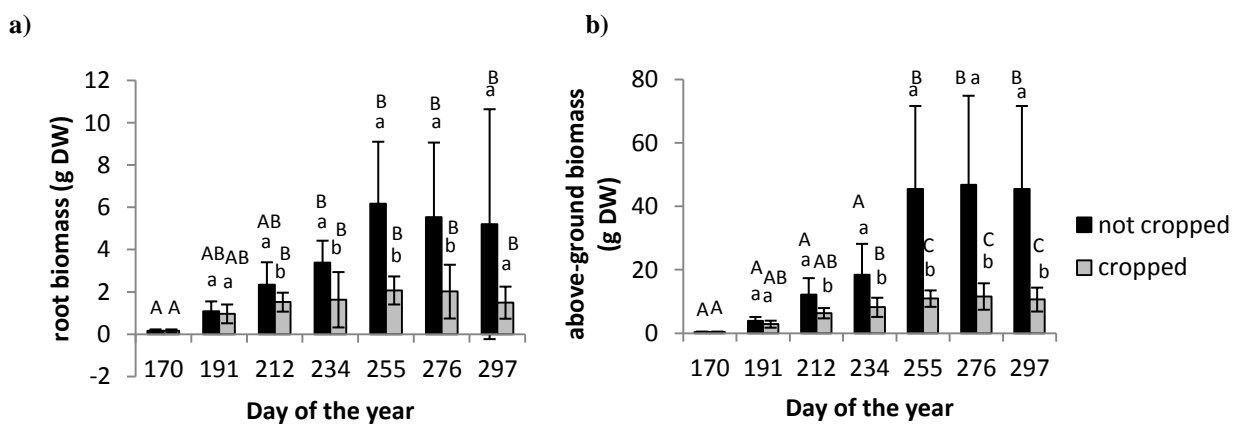 a)
root biomass (g DW)
12
10
8
6
4
2
0
-2
A A
AB AB
a a
AB B
a b
B B
a b
B B
a b
B B
a b
B B
a a
170 191 212 234 255 276 297
Day of the year
b)
above-ground biomass
(g DW)
80
60
40
20
0
A A
A AB
a a
A AB
a b
A B
a b
B C
a b
B a C
b
B C
a b
170 191 212 234 255 276 297
Day of the year
not cropped
cropped